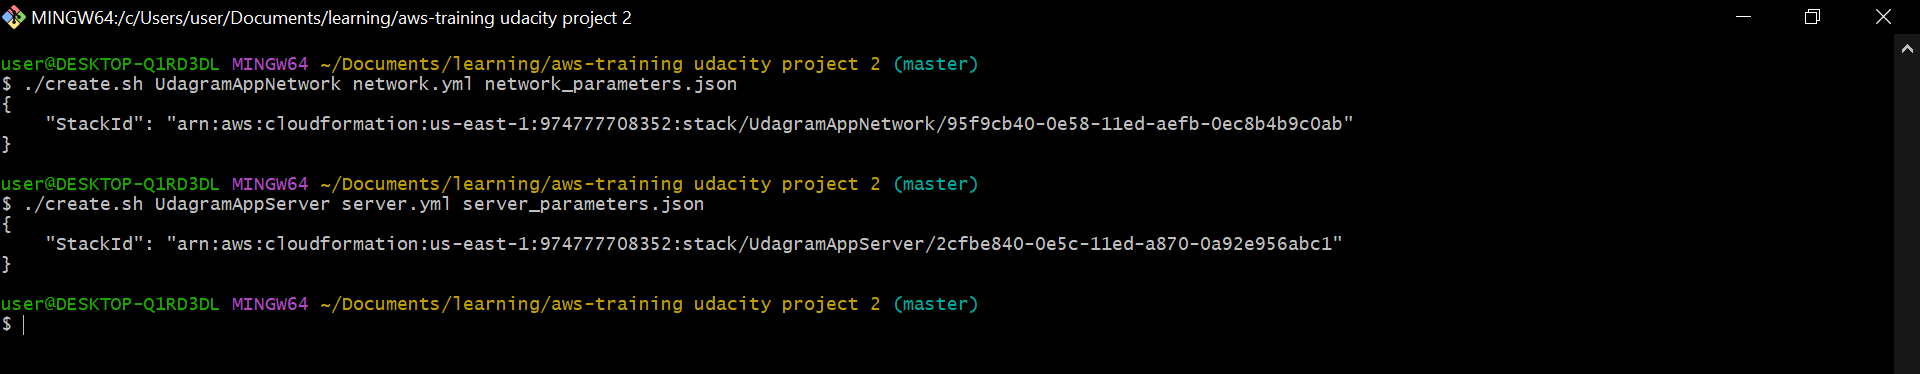 MINGW64:/c/Users/user/Documents/learning/aws-training udacity project 2
user@DESKTOP-Q1RD3DL MINGW64 ~/Documents/learning/aws-training udacity project 2 (master)
$ ./create.sh UdagramAppNetwork network.yml network_parameters.json
{
    "StackId": "arn:aws:cloudformation:us-east-1:974777708352:stack/UdagramAppNetwork/95f9cb40-0e58-11ed-aefb-0ec8b4b9c0ab"
}
user@DESKTOP-Q1RD3DL MINGW64 ~/Documents/learning/aws-training udacity project 2 (master)
$ ./create.sh UdagramAppServer server.yml server_parameters.json
{
    "StackId": "arn:aws:cloudformation:us-east-1:974777708352:stack/UdagramAppServer/2cfbe840-0e5c-11ed-a870-0a92e956abc1"
}
user@DESKTOP-Q1RD3DL MINGW64 ~/Documents/learning/aws-training udacity project 2 (master)
$